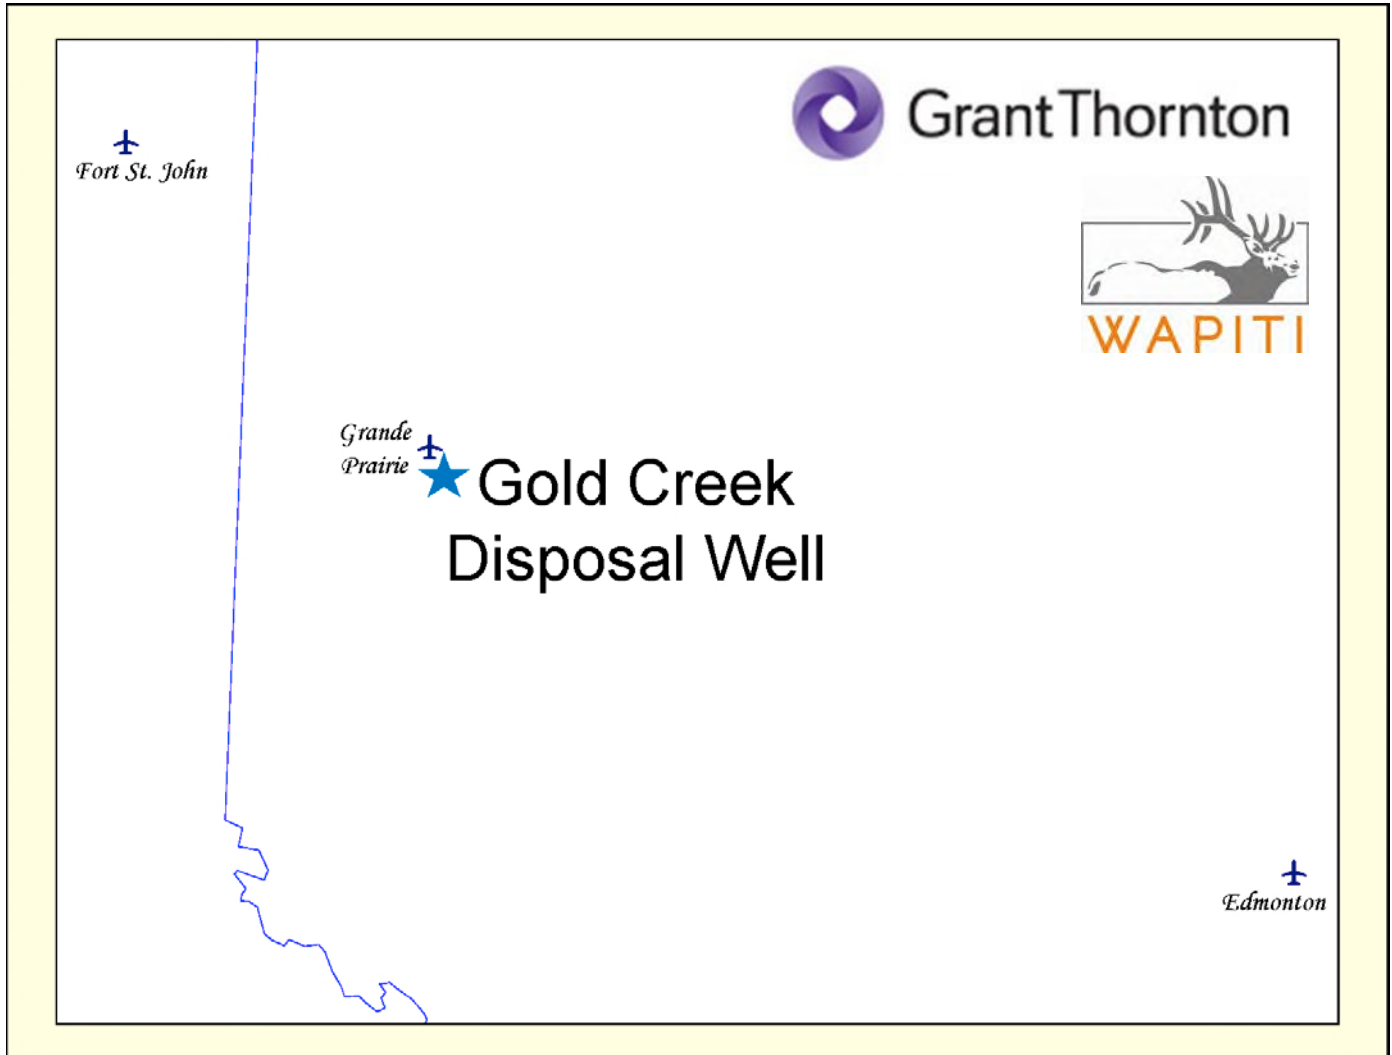 Grant Thornton
WAPITI
Fort St. John
Grande
Prairie
Gold Creek
Disposal Well
Edmonton